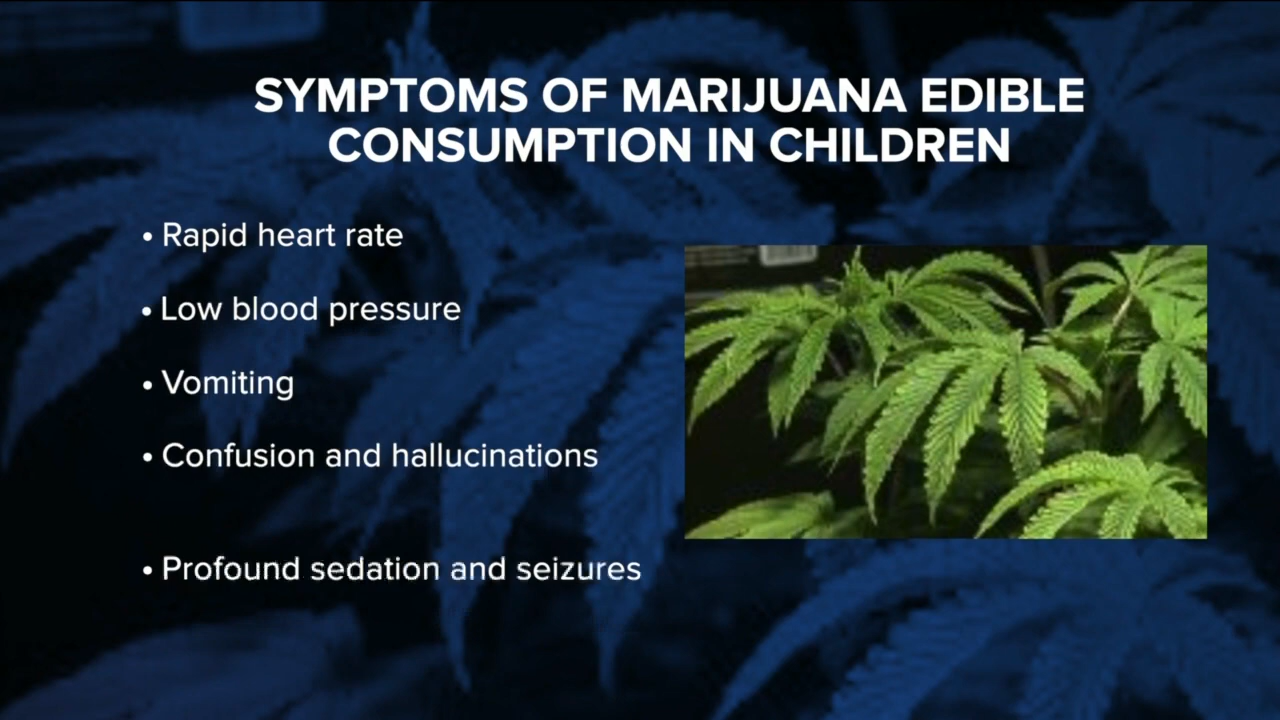 SYMPTOMS OF MARIJUANA EDIBLE
CONSUMPTION IN CHILDREN
• Rapid heart rate
• Low blood pressure
• Vomiting
• Confusion and hallucinations
• Profound sedation and seizures